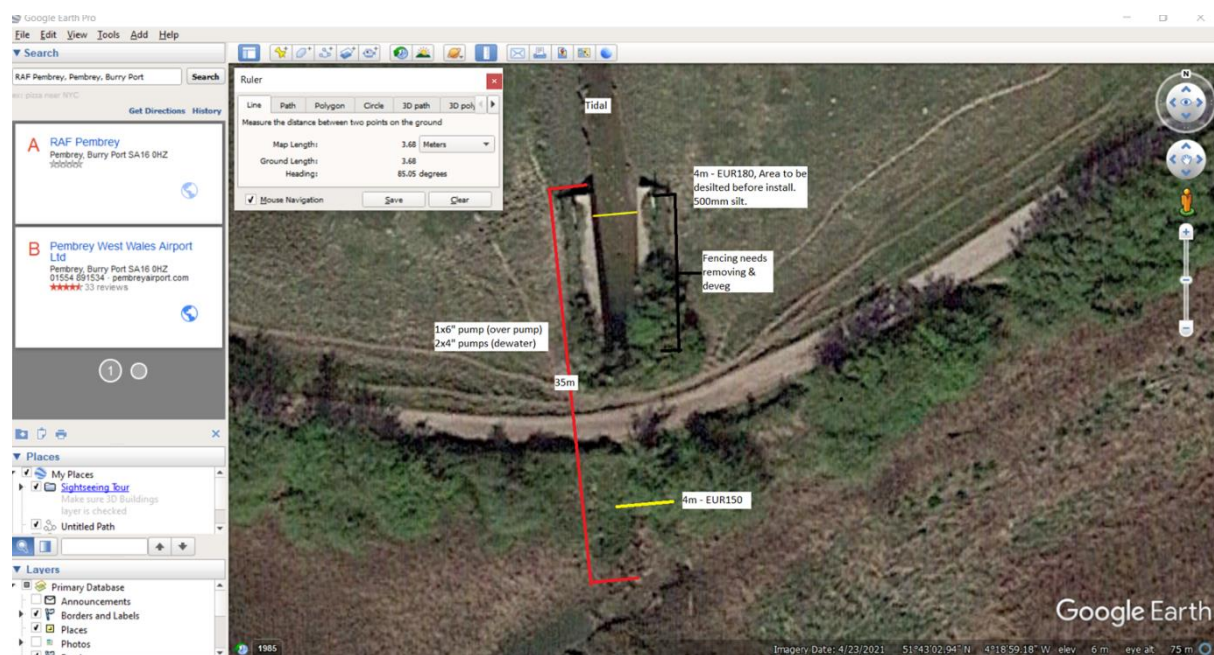 Google Earth Pro
File Edit View Tools Add Help
Search
RAF Pembrey, Pembrey, Burry Port
Search
ex: pizza near NYC
Get Directions History
A
RAF Pembrey
Pembrey, Burry Port SA16 0HZ
B
Pembrey West Wales Airport
Ltd
Pembrey, Burry Port SA16 0HZ
01554 891534 - pembreyairport.com
33 reviews
1
Places
My Places
Sightseeing Tour
Make sure 3D Buildings
layer is checked
Untitled Path
Layers
Primary Database
Announcements
Borders and Labels
Places
Photos
Ruler
Line Path Polygon Circle 3D path 3D poly
Measure the distance between two points on the ground
Map Length: 3.68 Meters
Ground Length: 3.68
Heading: 85.05 degrees
Mouse Navigation Save Clear
N
Tidal
4m - EUR180, Area to be
desilted before install.
500mm silt.
Fencing needs
removing &
deveg
1x6" pump (over pump)
2x4" pumps (dewater)
35m
4m - EUR150
Google Earth
1985
Imagery Date: 4/23/2021 51°43'02.94" N 4°18'59.18" W elev 6 m eye alt 75 m